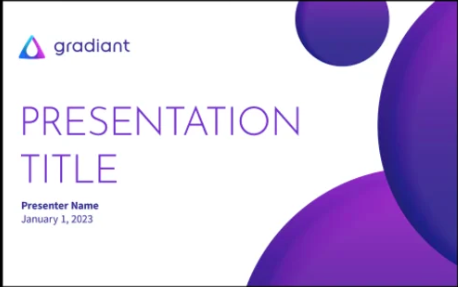 gradiant
PRESENTATION
TITLE
Presenter Name
January 1, 2023